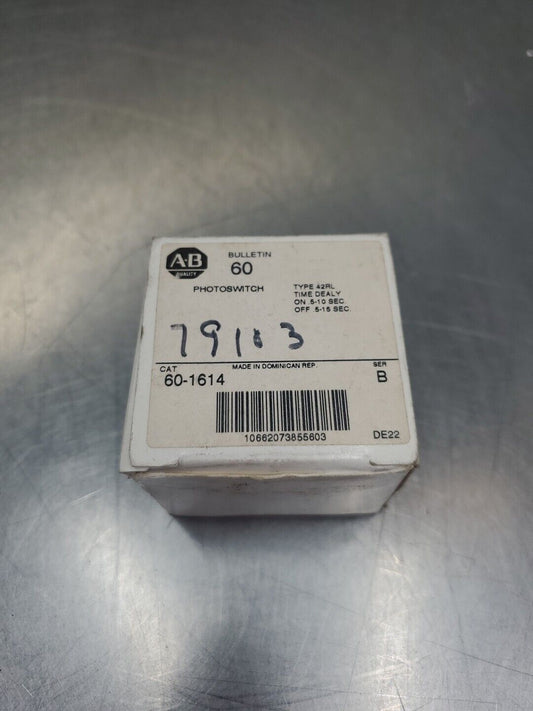 A-B
QUALITY
BULLETIN
60
PHOTOSWITCH
TYPE 42RL
TIME DEALY
ON .5-10 SEC.
OFF .5-15 SEC.
79103
CAT
MADE IN DOMINICAN REP.
SER
60-1614
B
10662073855603
DE22